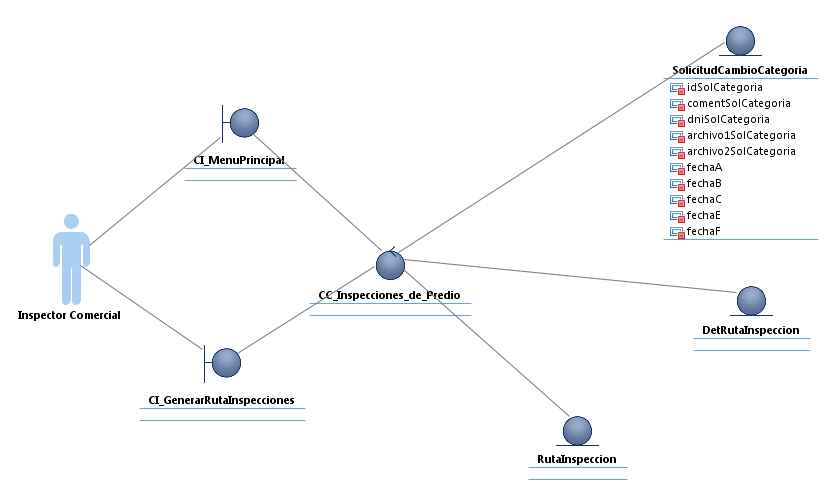 SolicitudCambioCategoria
idSolCategoria
comentSolCategoria
dniSolCategoria
archivo1SolCategoria
archivo2SolCategoria
fechaA
fechaB
fechaC
fechaE
fechaF
CI_MenuPrincipal
CC_Inspecciones_de_Predio
Inspector Comercial
DetRutaInspeccion
CI_GenerarRutaInspecciones
RutaInspeccion